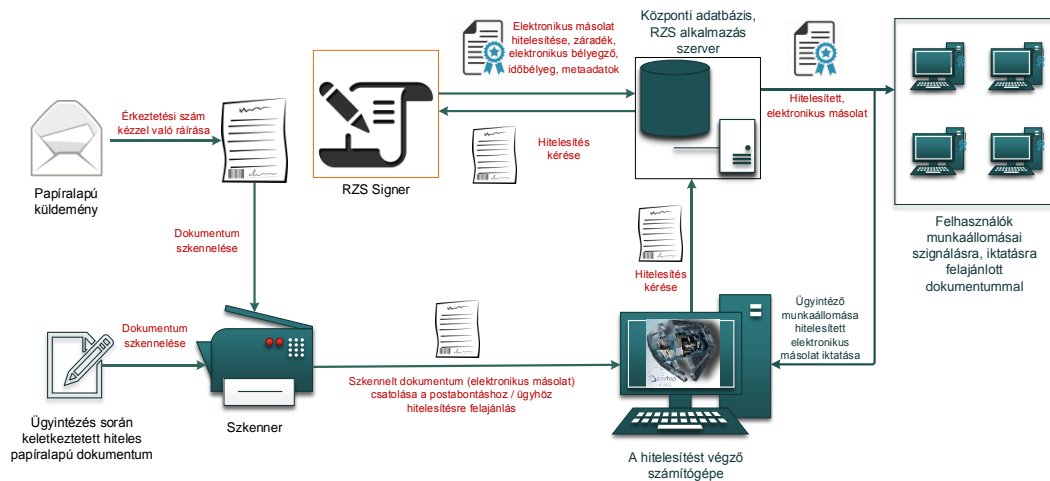 Elektronikus másolat
hitelesítése, záradék,
elektronikus bélyegző,
időbélyeg, metaadatok
Központi adatbázis,
RZS alkalmazás
szerver
Érkeztetési szám
kézzel való ráírása
Papíralapú
küldemény
RZS Signer
Hitelesítés
kérése
Hitelesített,
elektronikus másolat
Felhasználók
munkaállomásai
szignálásra, iktatásra
felajánlott
dokumentummal
Dokumentum
szkennelése
Hitelesítés
kérése
Ügyintéző
munkaállomása
hitelesített
elektronikus
másolat iktatása
Dokumentum
szkennelése
Szkennelt dokumentum (elektronikus másolat)
csatolása a postabontáshoz / ügyhöz
hitelesítésre felajánlás
Ügyintézés során
keletkeztetett hiteles
papíralapú dokumentum
Szkenner
A hitelesítést végző
számítógépe